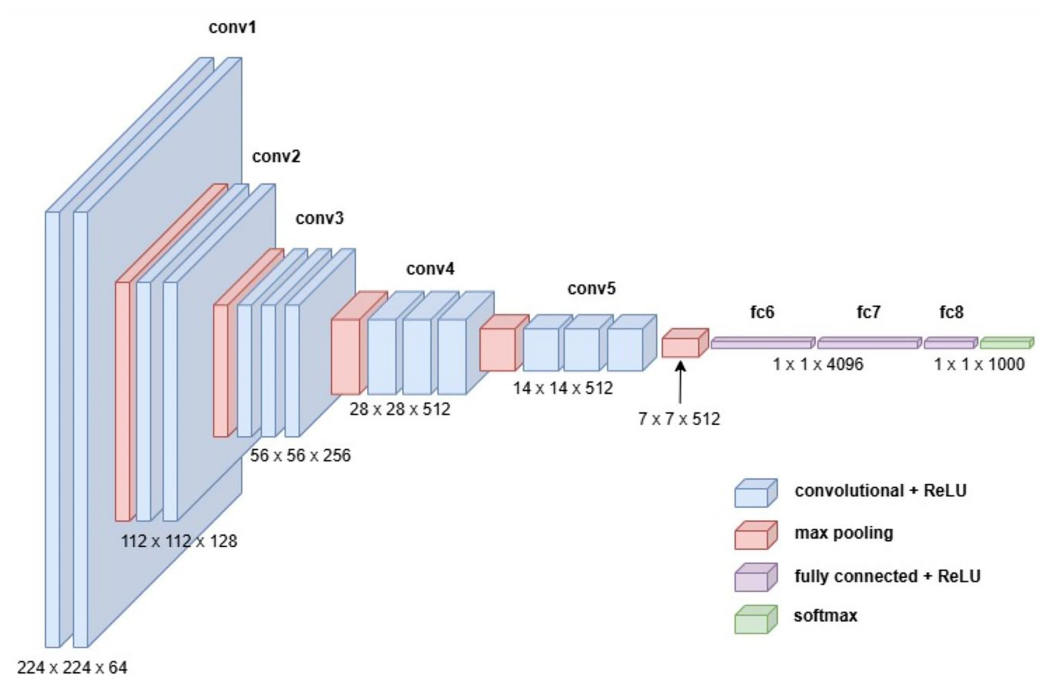 conv1
conv2
conv3
conv4
conv5
fc6
fc7
fc8
1 x 1 x 4096
1 x 1 x 1000
14 x 14 x 512
28 x 28 x 512
7 x 7 x 512
56 x 56 x 256
112 x 112 x 128
224 x 224 x 64
convolutional + ReLU
max pooling
fully connected + ReLU
softmax